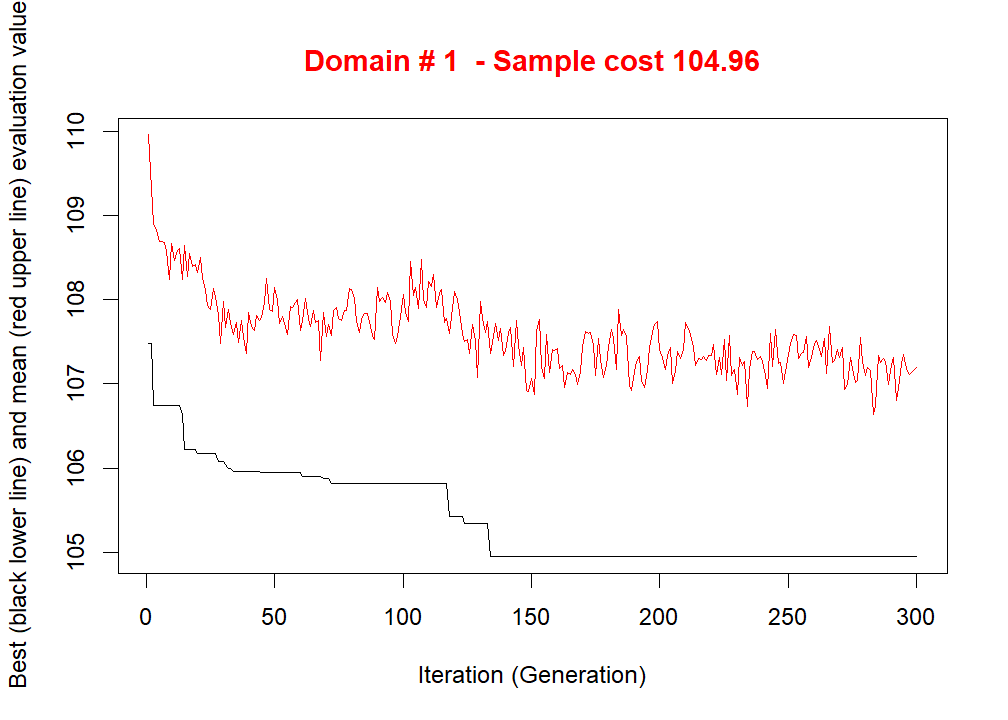 Domain # 1  - Sample cost 104.96
Best (black lower line) and mean (red upper line) evaluation value
110
109
108
107
106
105
0 50 100 150 200 250 300
Iteration (Generation)